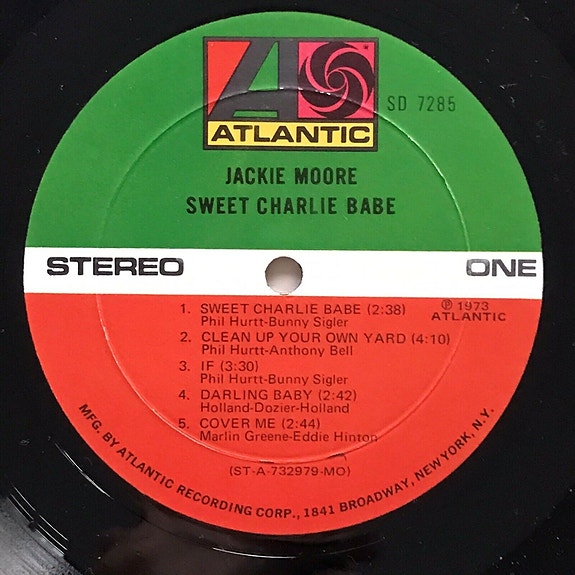 A
SD 7285
ATLANTIC
JACKIE MOORE
SWEET CHARLIE BABE
STEREO
ONE
℗ 1973
ATLANTIC
1. SWEET CHARLIE BABE (2:38)
Phil Hurtt-Bunny Sigler
2. CLEAN UP YOUR OWN YARD (4:10)
Phil Hurtt-Anthony Bell
3. IF (3:30)
Phil Hurtt-Bunny Sigler
4. DARLING BABY (2:42)
Holland-Dozier-Holland
5. COVER ME (2:44)
Marlin Greene-Eddie Hinton
(ST-A-732979-MO)
MFG. BY ATLANTIC RECORDING CORP., 1841 BROADWAY, NEW YORK, N.Y.